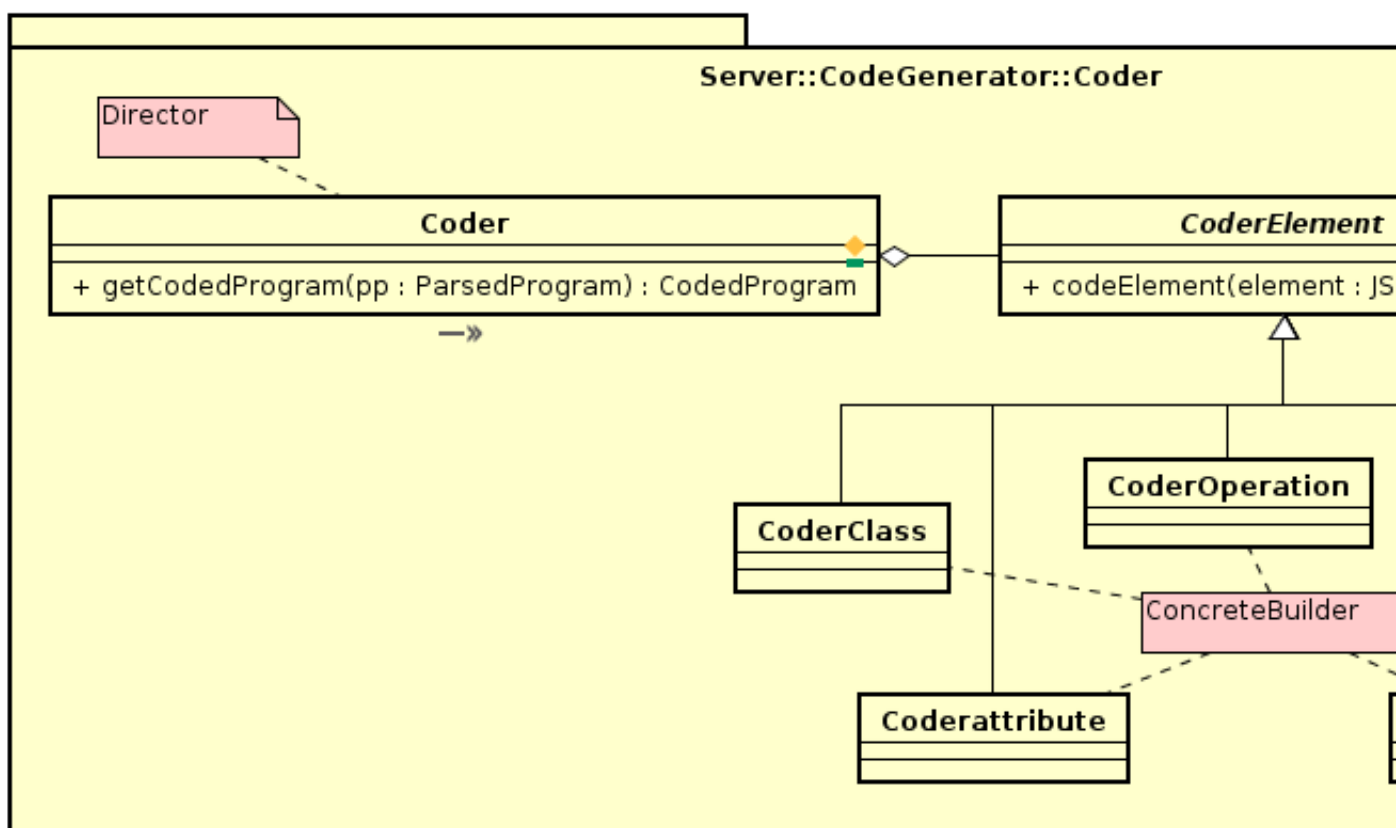 Server::CodeGenerator::Coder
Director
Coder
+ getCodedProgram(pp : ParsedProgram) : CodedProgram
CoderElement
+ codeElement(element : JS
CoderOperation
CoderClass
ConcreteBuilder
Coderattribute